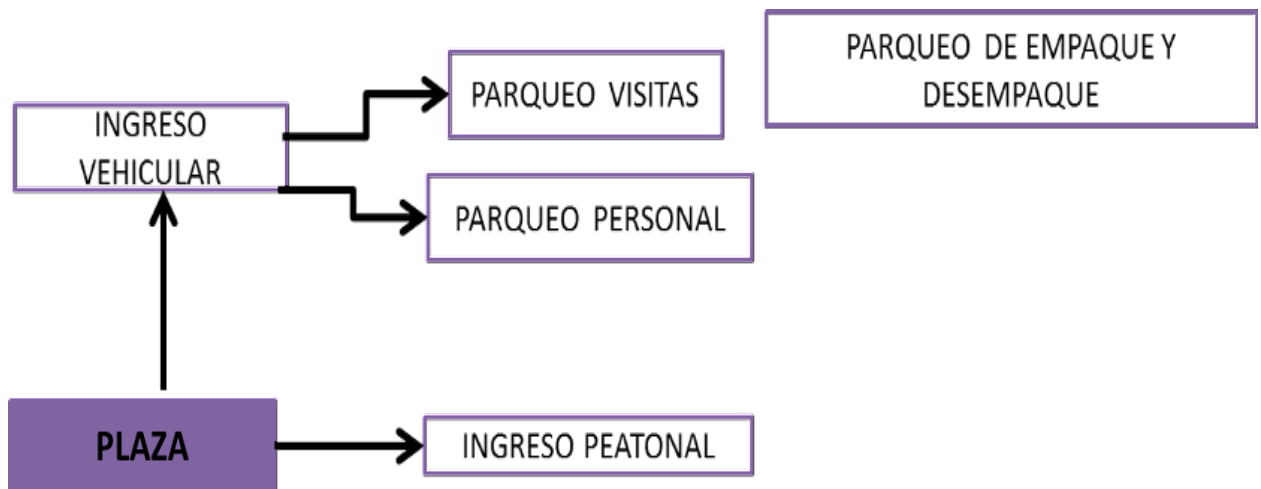 PARQUEO DE EMPAQUE Y
DESEMPAQUE
PARQUEO VISITAS
INGRESO
VEHICULAR
PARQUEO PERSONAL
PLAZA
INGRESO PEATONAL